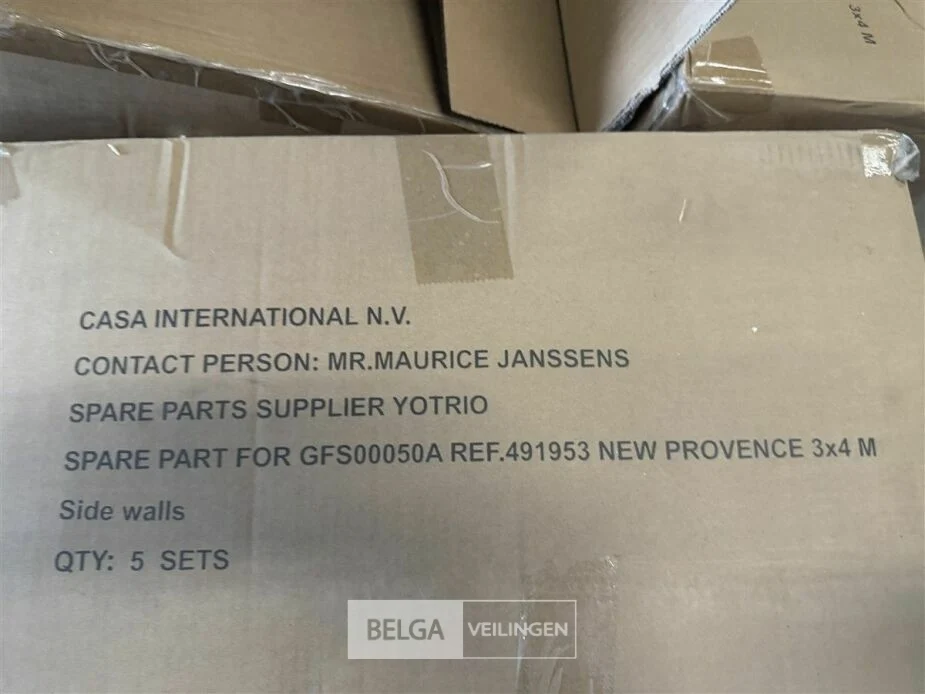 3x4 M
CASA INTERNATIONAL N.V.
CONTACT PERSON: MR.MAURICE JANSSENS
SPARE PARTS SUPPLIER YOTRIO
SPARE PART FOR GFS00050A REF.491953 NEW PROVENCE 3x4 M
Side walls
QTY: 5 SETS
BELGA VEILINGEN